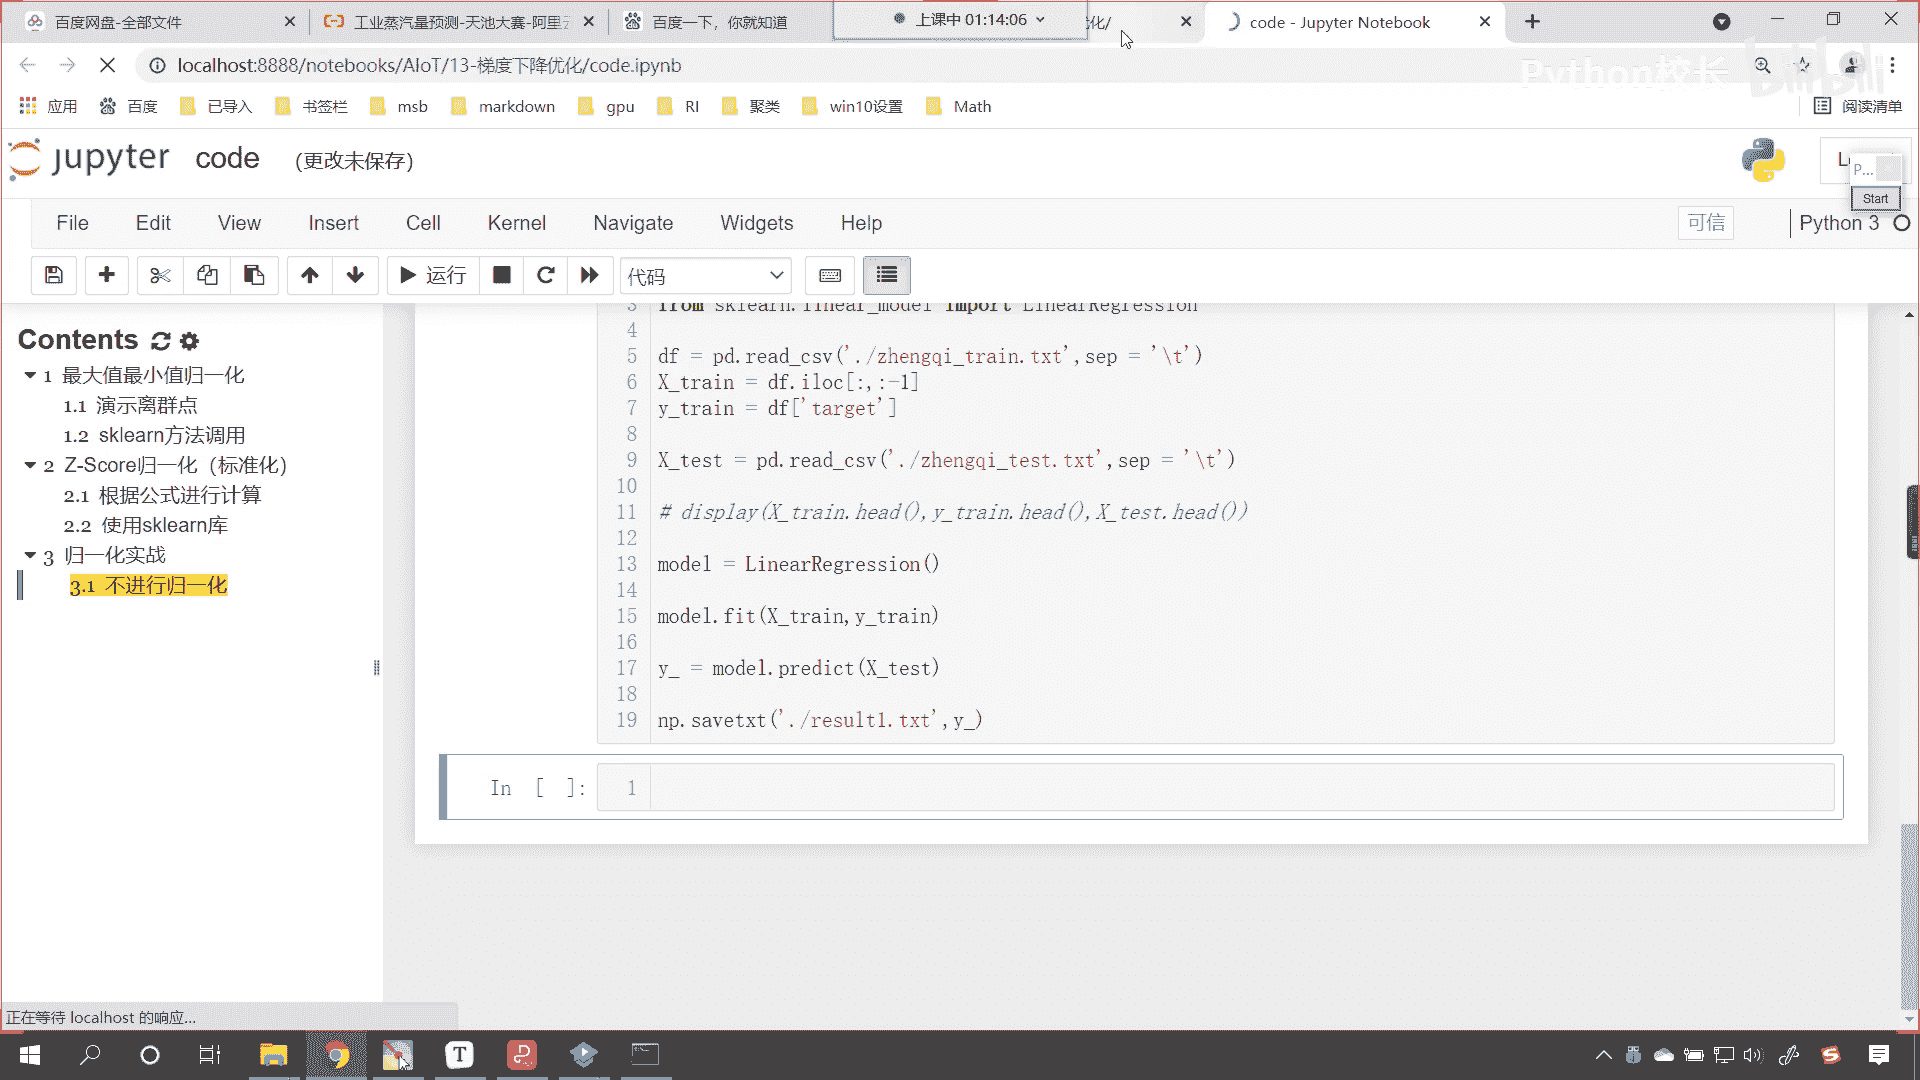 百度网盘-全部文件
工业蒸汽量预测-天池大赛-阿里云
百度一下，你就知道
上课中 01:14:06
优化/
code - Jupyter Notebook
localhost:8888/notebooks/AIoT/13-梯度下降优化/code.ipynb
Python校长
bilibili
应用
百度
已导入
书签栏
msb
markdown
gpu
RI
聚类
win10设置
Math
阅读清单
jupyter code (更改未保存)
P...
Start
File Edit View Insert Cell Kernel Navigate Widgets Help
可信
Python 3
运行
代码
Contents
1 最大值最小值归一化
1.1 演示离群点
1.2 sklearn方法调用
2 Z-Score归一化（标准化）
2.1 根据公式进行计算
2.2 使用sklearn库
3 归一化实战
3.1 不进行归一化
3 from sklearn.linear_model import LinearRegression
4
5 df = pd.read_csv('./zhengqi_train.txt',sep = '\t')
6 X_train = df.iloc[:,:-1]
7 y_train = df['target']
8
9 X_test = pd.read_csv('./zhengqi_test.txt',sep = '\t')
10
11 # display(X_train.head(),y_train.head(),X_test.head())
12
13 model = LinearRegression()
14
15 model.fit(X_train,y_train)
16
17 y_ = model.predict(X_test)
18
19 np.savetxt('./result1.txt',y_)
In [ ]: 1
正在等待 localhost 的响应...